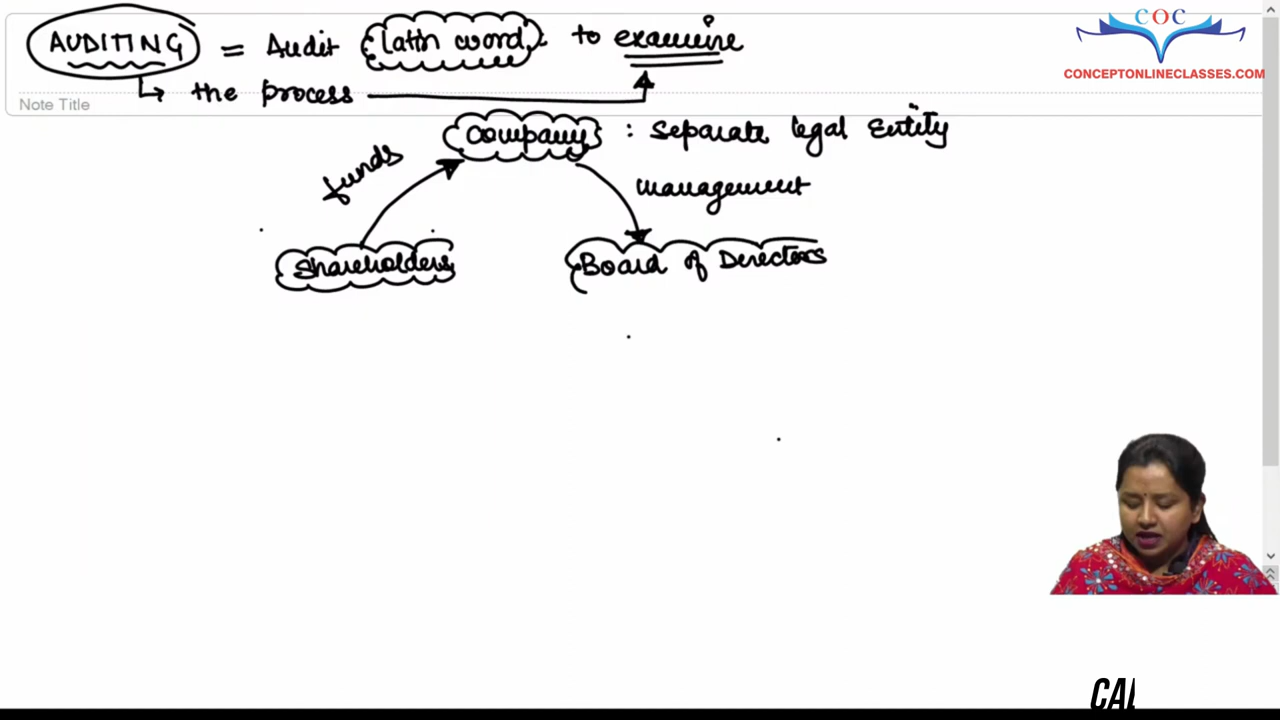 AUDITING = Audit (latin word) to examine
COC
CONCEPTONLINECLASSES.COM
↳ the process
Note Title
Company : Separate legal Entity
funds
management
Shareholders
Board of Directors
CAL